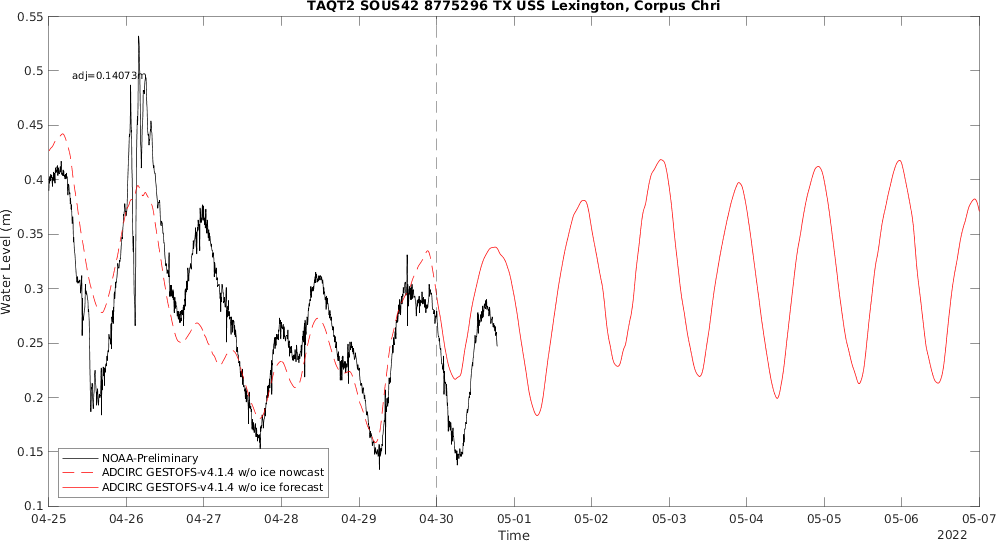 TAQT2 SOUS42 8775296 TX USS Lexington, Corpus Chri
0.55
0.5
0.45
0.4
0.35
0.3
0.25
0.2
0.15
0.1
Water Level (m)
adj=0.14073m
NOAA-Preliminary
ADCIRC GESTOFS-v4.1.4 w/o ice nowcast
ADCIRC GESTOFS-v4.1.4 w/o ice forecast
04-25 04-26 04-27 04-28 04-29 04-30 05-01 05-02 05-03 05-04 05-05 05-06 05-07
Time
2022